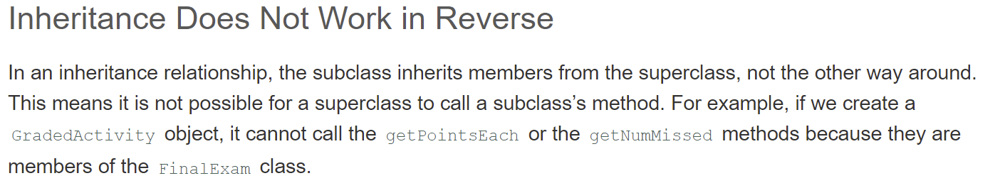 Inheritance Does Not Work in Reverse
In an inheritance relationship, the subclass inherits members from the superclass, not the other way around.
This means it is not possible for a superclass to call a subclass’s method. For example, if we create a
GradedActivity object, it cannot call the getPointsEach or the getNumMissed methods because they are
members of the FinalExam class.